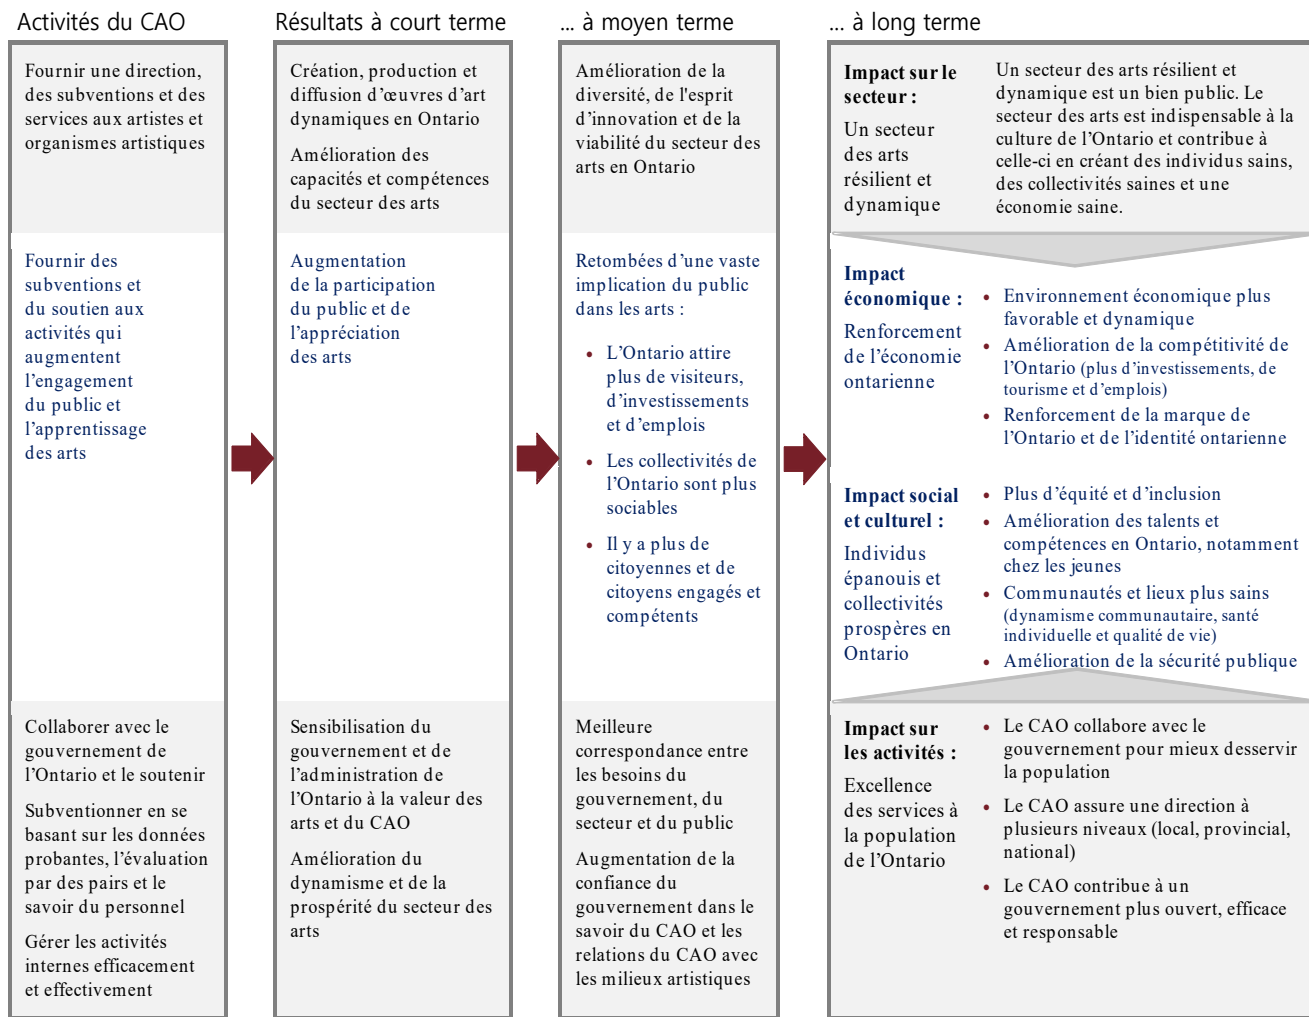 Activités du CAO
Fournir une direction,
des subventions et des
services aux artistes et
organismes artistiques
Fournir des
subventions et
du soutien aux
activités qui
augmentent
l'engagement
du public et
l'apprentissage
des arts
Collaborer avec le
gouvernement de
l'Ontario et le soutenir
Subventionner en se
basant sur les données
probantes, l'évaluation
par des pairs et le
savoir du personnel
Gérer les activités
internes efficacement
et effectivement
Résultats à court terme
Création, production et
diffusion d'œuvres d'art
dynamiques en Ontario
Amélioration des
capacités et compétences
du secteur des arts
Augmentation
de la participation
du public et de
l'appréciation
des arts
Sensibilisation du
gouvernement et de
l'administration de
l'Ontario à la valeur des
arts et du CAO
Amélioration du
dynamisme et de la
prospérité du secteur des
arts
... à moyen terme
Amélioration de la
diversité, de l'esprit
d'innovation et de la
viabilité du secteur des
arts en Ontario
Retombées d'une vaste
implication du public
dans les arts :
• L'Ontario attire
plus de visiteurs,
d'investissements
et d'emplois
• Les collectivités de
l'Ontario sont plus
sociables
• Il y a plus de
citoyennes et de
citoyens engagés et
compétents
Meilleure
correspondance entre
les besoins du
gouvernement, du
secteur et du public
Augmentation de la
confiance du
gouvernement dans le
savoir du CAO et les
relations du CAO avec
les milieux artistiques
... à long terme
Impact sur le
secteur :
Un secteur
des arts
résilient et
dynamique
Un secteur des arts résilient et
dynamique est un bien public. Le
secteur des arts est indispensable à la
culture de l'Ontario et contribue à
celle-ci en créant des individus sains,
des collectivités saines et une
économie saine.
Impact
économique :
Renforcement
de l'économie
ontarienne
• Environnement économique plus
favorable et dynamique
• Amélioration de la compétitivité de
l'Ontario (plus d'investissements, de
tourisme et d'emplois)
• Renforcement de la marque de
l'Ontario et de l'identité ontarienne
Impact social
et culturel :
Individus
épanouis et
collectivités
prospères en
Ontario
• Plus d'équité et d'inclusion
• Amélioration des talents et
compétences en Ontario, notamment
chez les jeunes
• Communautés et lieux plus sains
(dynamisme communautaire, santé
individuelle et qualité de vie)
• Amélioration de la sécurité publique
Impact sur
les activités :
Excellence
des services à
la population
de l'Ontario
• Le CAO collabore avec le
gouvernement pour mieux desservir
la population
• Le CAO assure une direction à
plusieurs niveaux (local, provincial,
national)
• Le CAO contribue à un
gouvernement plus ouvert, efficace
et responsable